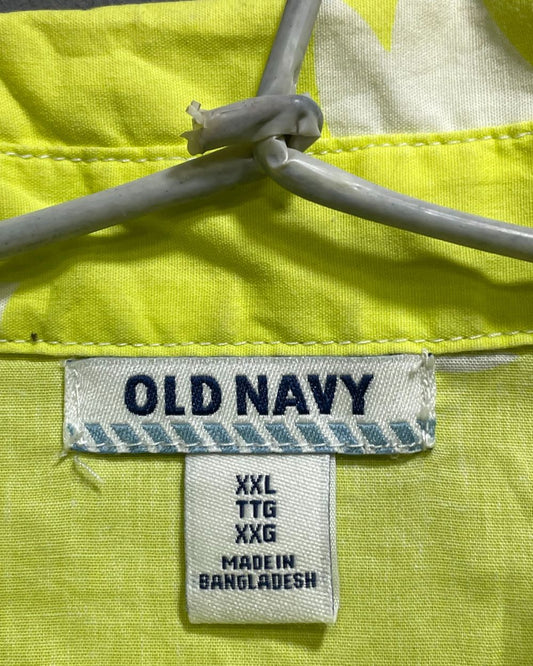 OLD NAVY
XXL
TTG
XXG
MADE IN
BANGLADESH